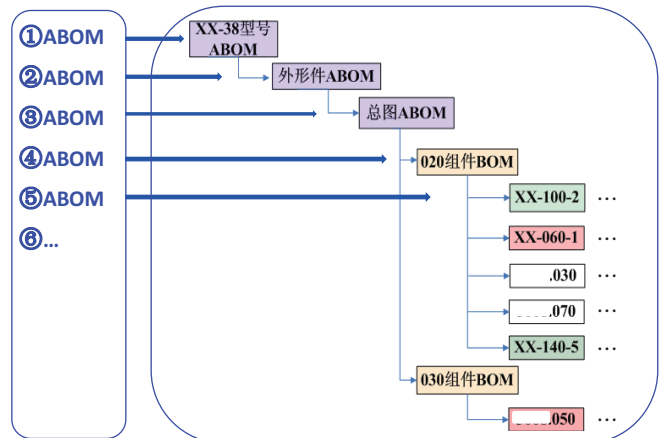 ①ABOM
②ABOM
③ABOM
④ABOM
⑤ABOM
⑥...
XX-38型号
ABOM
外形件ABOM
总图ABOM
020组件BOM
XX-100-2 ...
XX-060-1 ...
.030 ...
.070 ...
XX-140-5 ...
030组件BOM
.050 ...